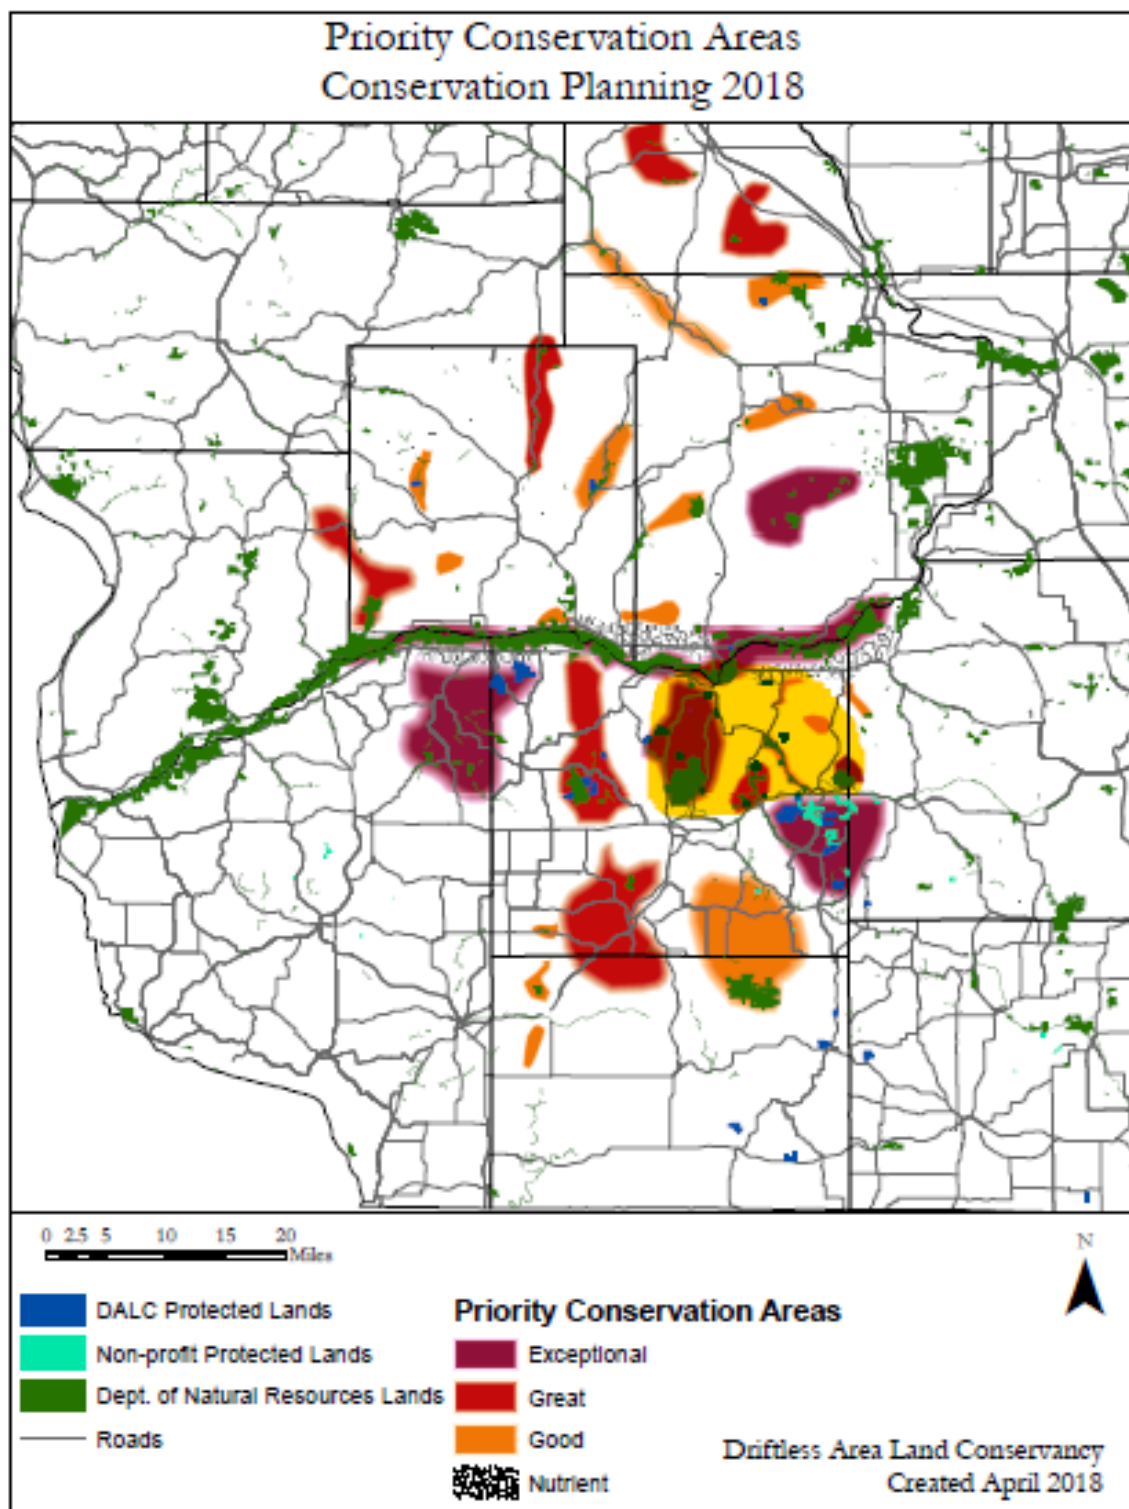 Priority Conservation Areas
Conservation Planning 2018
0 2.5 5 10 15 20
Miles
N
DALC Protected Lands
Non-profit Protected Lands
Dept. of Natural Resources Lands
Roads
Priority Conservation Areas
Exceptional
Great
Good
Nutrient
Driftless Area Land Conservancy
Created April 2018